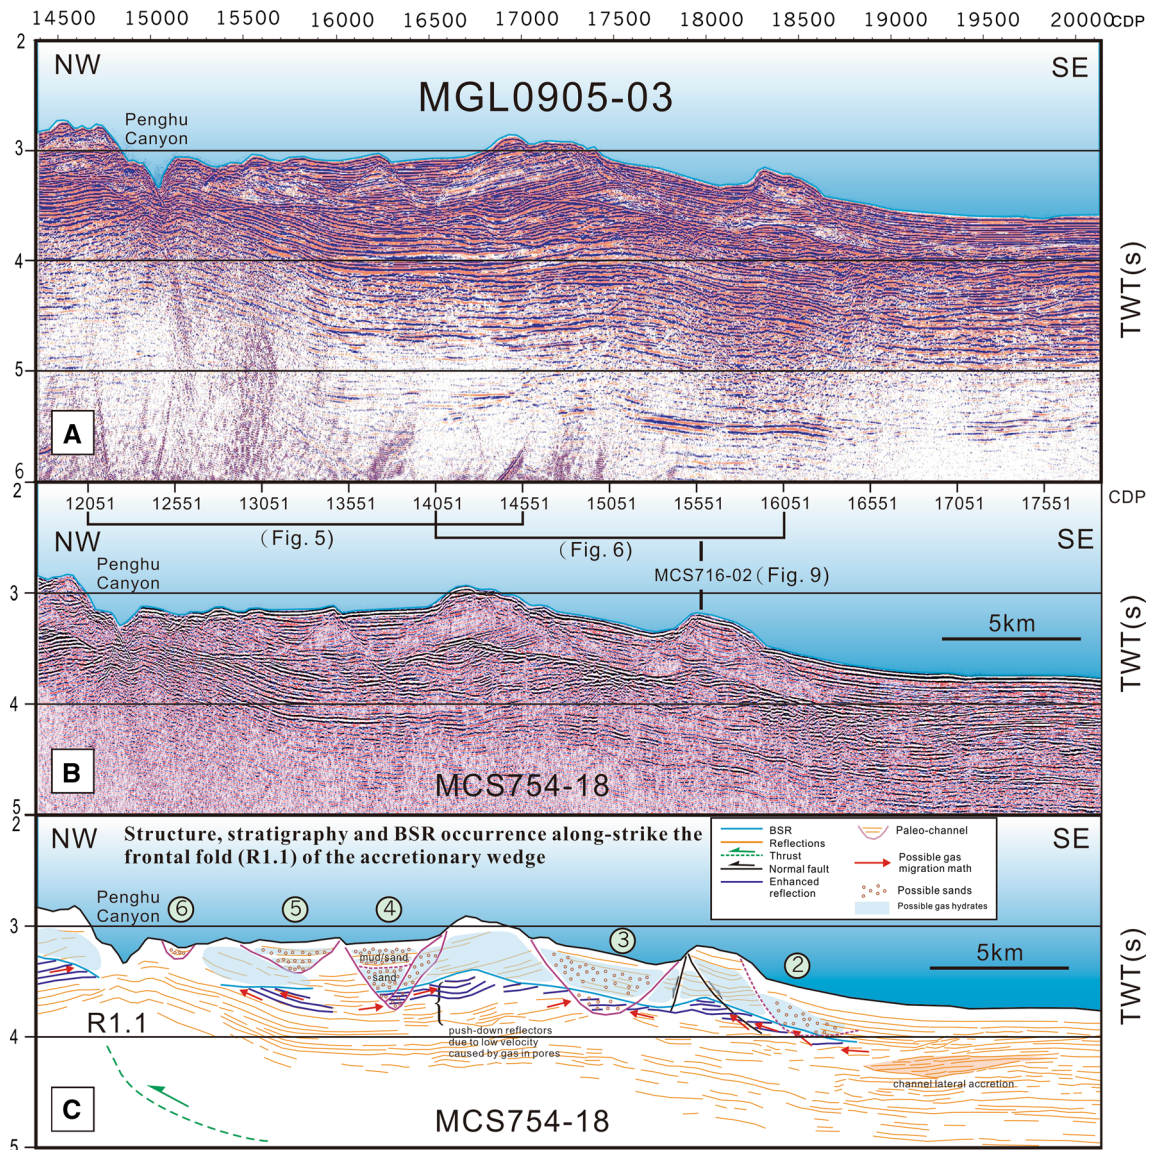 14500 15000 15500 16000 16500 17000 17500 18000 18500 19000 19500 20000 CDP
2
NW
MGL0905-03
SE
Penghu
Canyon
3
4
TWT(s)
5
A
6
2
12051 12551 13051 13551 14051 14551 15051 15551 16051 16551 17051 17551 CDP
(Fig. 5)
(Fig. 6)
NW
SE
MCS716-02 (Fig. 9)
Penghu
Canyon
3
5km
TWT(s)
4
B
MCS754-18
5
2
NW
Structure, stratigraphy and BSR occurrence along-strike the
frontal fold (R1.1) of the accretionary wedge
BSR
Reflections
Thrust
Normal fault
Enhanced
reflection
Paleo-channel
Possible gas
migration math
Possible sands
Possible gas hydrates
SE
Penghu
Canyon
6
5
4
3
2
3
mud/sand
sand
5km
TWT(s)
R1.1
push-down reflectors
due to low velocity
caused by gas in pores
4
channel lateral accretion
C
MCS754-18
5